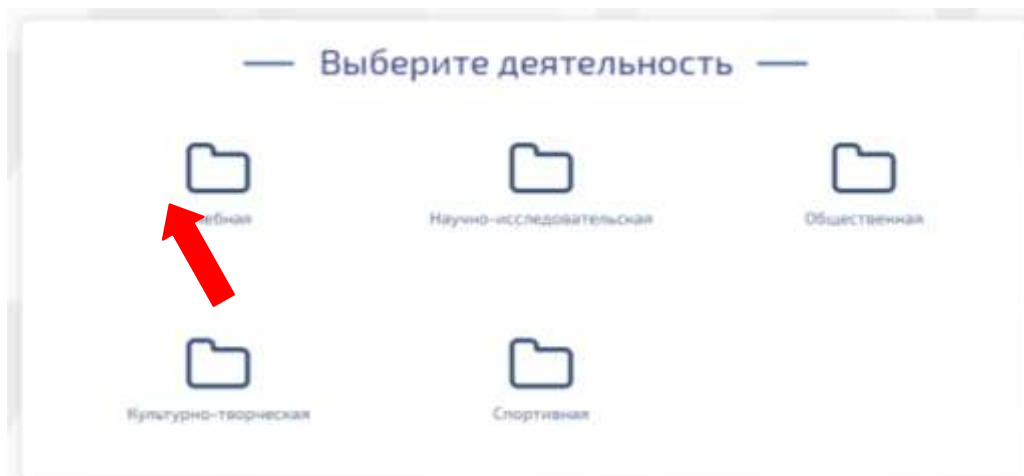 Выберите деятельность
Научно-исследовательская
Общественная
Культурно-творческая
Спортивная